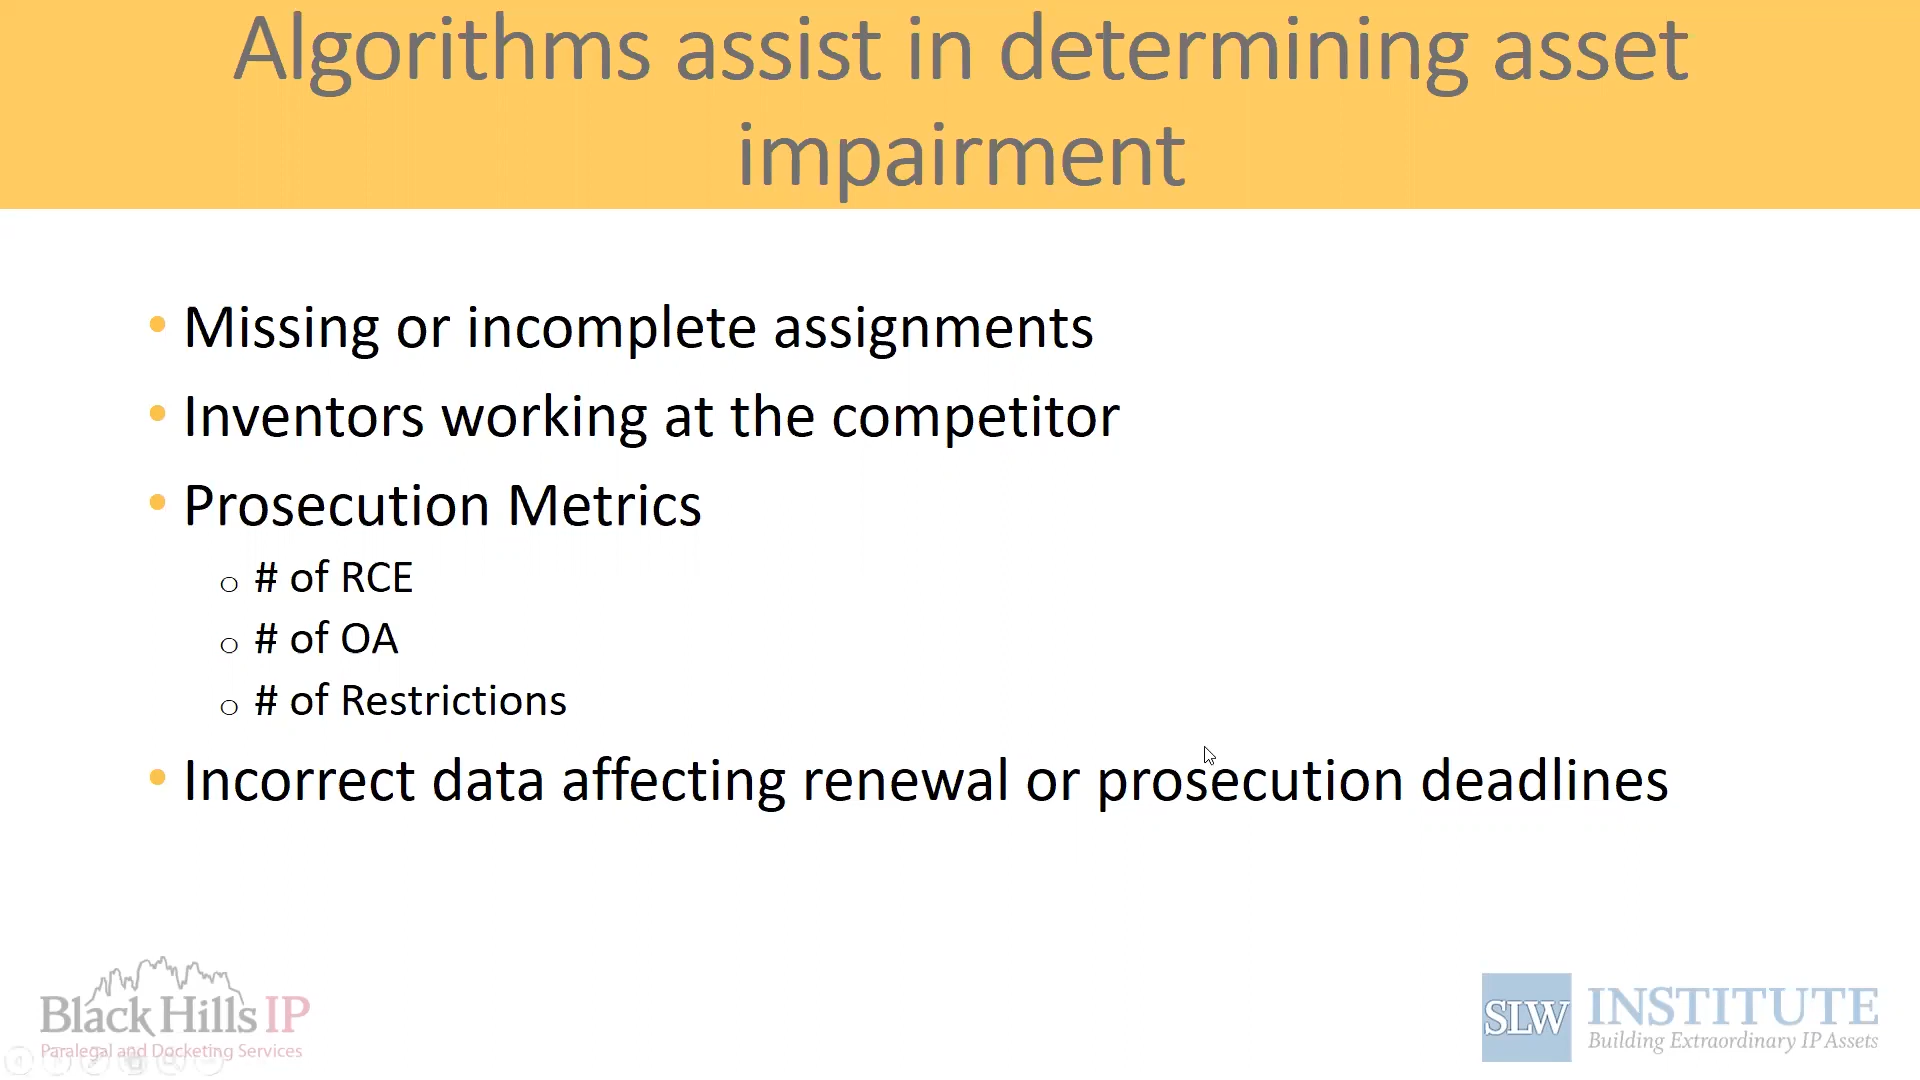 Algorithms assist in determining asset
impairment
• Missing or incomplete assignments
• Inventors working at the competitor
• Prosecution Metrics
o # of RCE
o # of OA
o # of Restrictions
• Incorrect data affecting renewal or prosecution deadlines
Black Hills IP
Paralegal and Docketing Services
SLW INSTITUTE
Building Extraordinary IP Assets